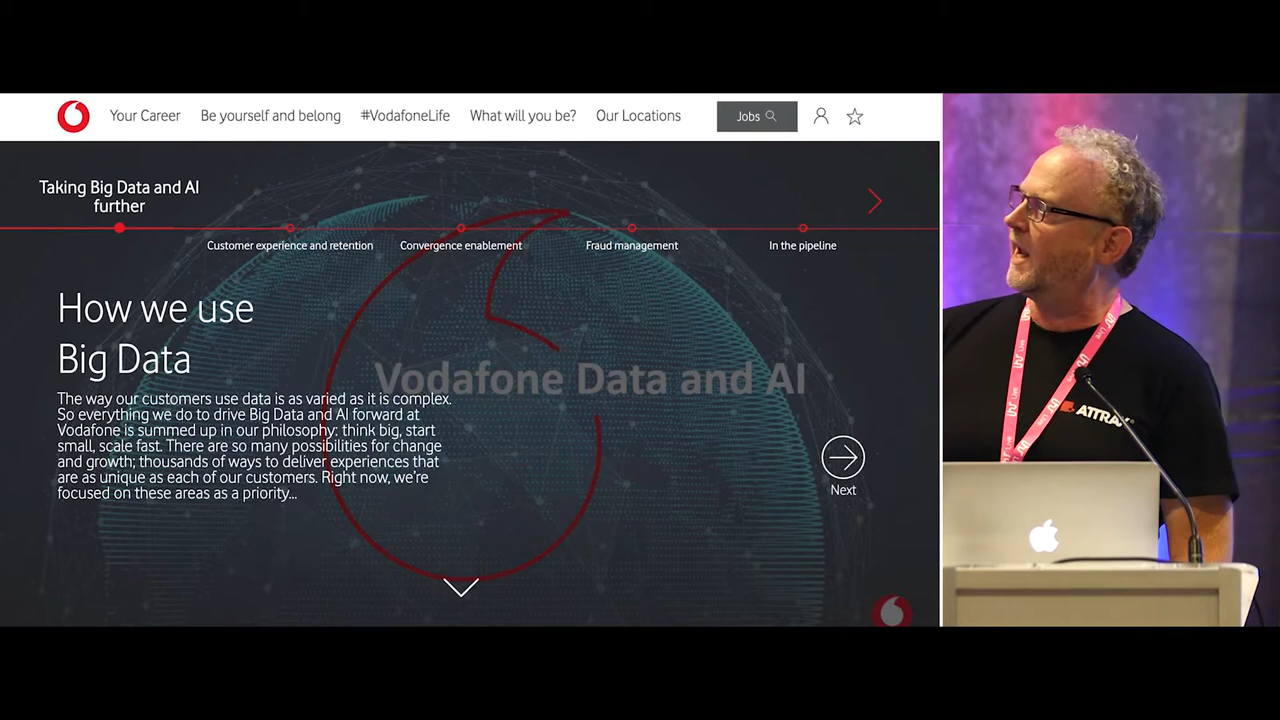 Your Career
Be yourself and belong
#VodafoneLife
What will you be?
Our Locations
Jobs
Taking Big Data and AI
further
Customer experience and retention
Convergence enablement
Fraud management
In the pipeline
How we use
Big Data
Vodafone Data and AI
The way our customers use data is as varied as it is complex.
So everything we do to drive Big Data and AI forward at
Vodafone is summed up in our philosophy: think big, start
small, scale fast. There are so many possibilities for change
and growth; thousands of ways to deliver experiences that
are as unique as each of our customers. Right now, we're
focused on these areas as a priority...
Next
ATTRAX
Live
Live